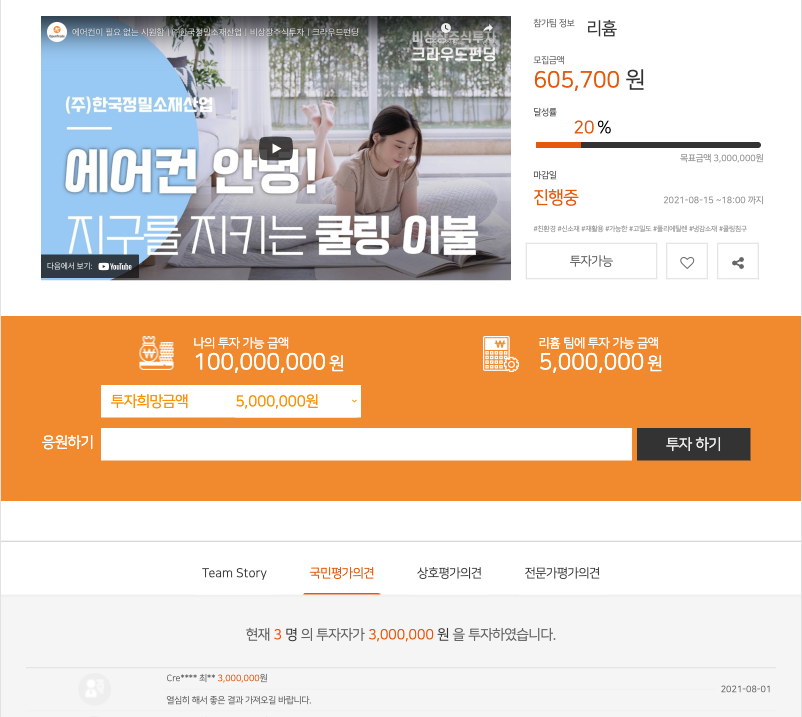 에어컨이 필요 없는 시원함 | ㈜한국정밀소재산업 | 비상장주식투자 | 크라우드펀딩
비상장주식투자
크라우드펀딩
(주)한국정밀소재산업
에어컨 안녕!
지구를 지키는 쿨링 이불
다음에서 보기: YouTube
참가팀 정보 리흄
모집금액
605,700 원
달성률
20 %
목표금액 3,000,000원
마감일
진행중 2021-08-15 ~18:00 까지
#친환경 #신소재 #재활용 #가능한 #고밀도 #폴리에틸렌 #냉감소재 #쿨링침구
투자가능
나의 투자 가능 금액
100,000,000 원
리흄 팀에 투자 가능 금액
5,000,000 원
투자희망금액 5,000,000원
응원하기 투자 하기
Team Story 국민평가의견 상호평가의견 전문가평가의견
현재 3 명 의 투자자가 3,000,000 원 을 투자하였습니다.
Cre**** 최** 3,000,000원
2021-08-01
열심히 해서 좋은 결과 가져오길 바랍니다.